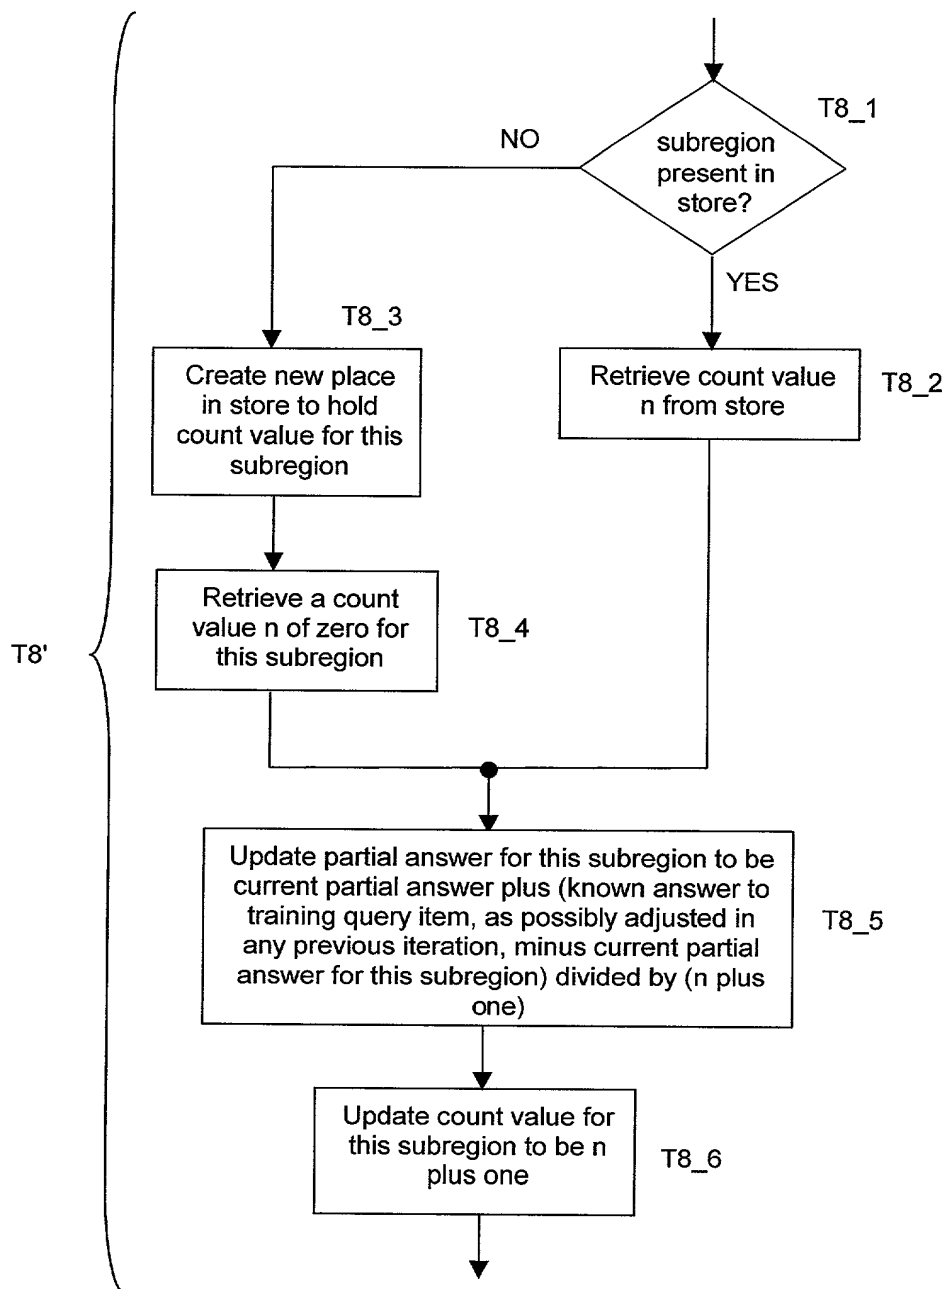 T8_1
subregion
present in
store?
NO
YES
T8_3
Create new place
in store to hold
count value for this
subregion
Retrieve count value
n from store
T8_2
Retrieve a count
value n of zero for
this subregion
T8_4
T8'
Update partial answer for this subregion to be
current partial answer plus (known answer to
training query item, as possibly adjusted in
any previous iteration, minus current partial
answer for this subregion) divided by (n plus
one)
T8_5
Update count value for
this subregion to be n
plus one
T8_6